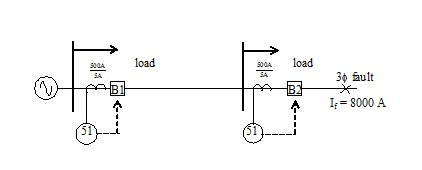 load
500A
5A
B1
51
load
500A
5A
B2
51
3ϕ fault
If = 8000 A